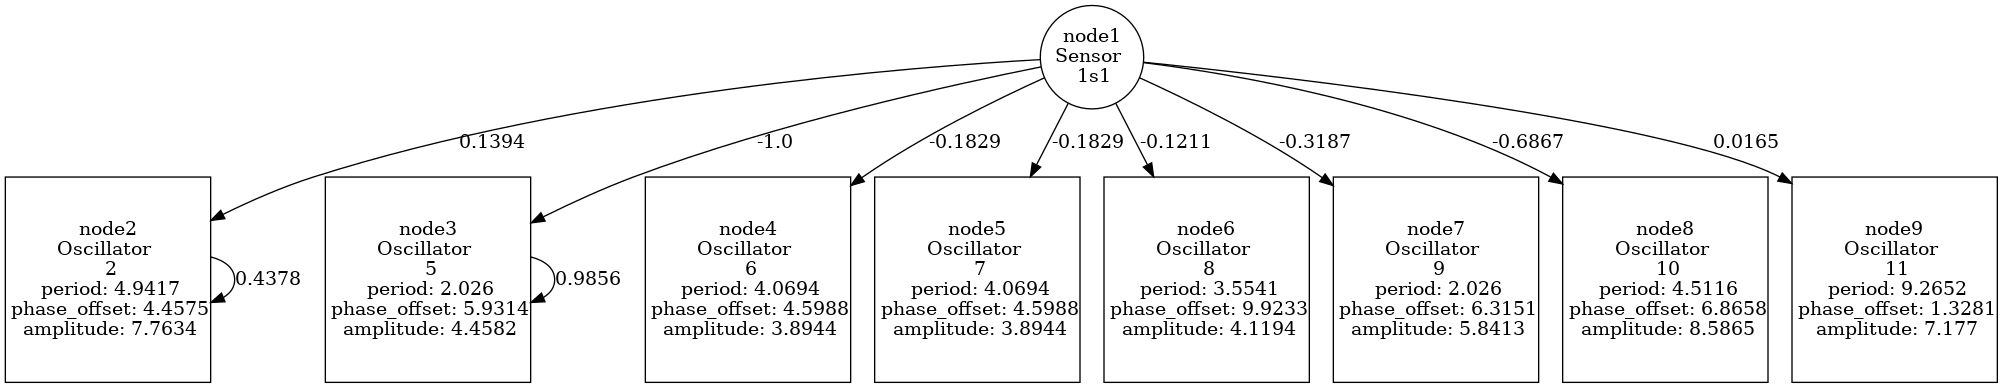 node1
Sensor
1s1
0.1394
-1.0
-0.1829
-0.1829
-0.1211
-0.3187
-0.6867
0.0165
node2
Oscillator
2
period: 4.9417
phase_offset: 4.4575
amplitude: 7.7634
0.4378
node3
Oscillator
5
period: 2.026
phase_offset: 5.9314
amplitude: 4.4582
0.9856
node4
Oscillator
6
period: 4.0694
phase_offset: 4.5988
amplitude: 3.8944
node5
Oscillator
7
period: 4.0694
phase_offset: 4.5988
amplitude: 3.8944
node6
Oscillator
8
period: 3.5541
phase_offset: 9.9233
amplitude: 4.1194
node7
Oscillator
9
period: 2.026
phase_offset: 6.3151
amplitude: 5.8413
node8
Oscillator
10
period: 4.5116
phase_offset: 6.8658
amplitude: 8.5865
node9
Oscillator
11
period: 9.2652
phase_offset: 1.3281
amplitude: 7.177